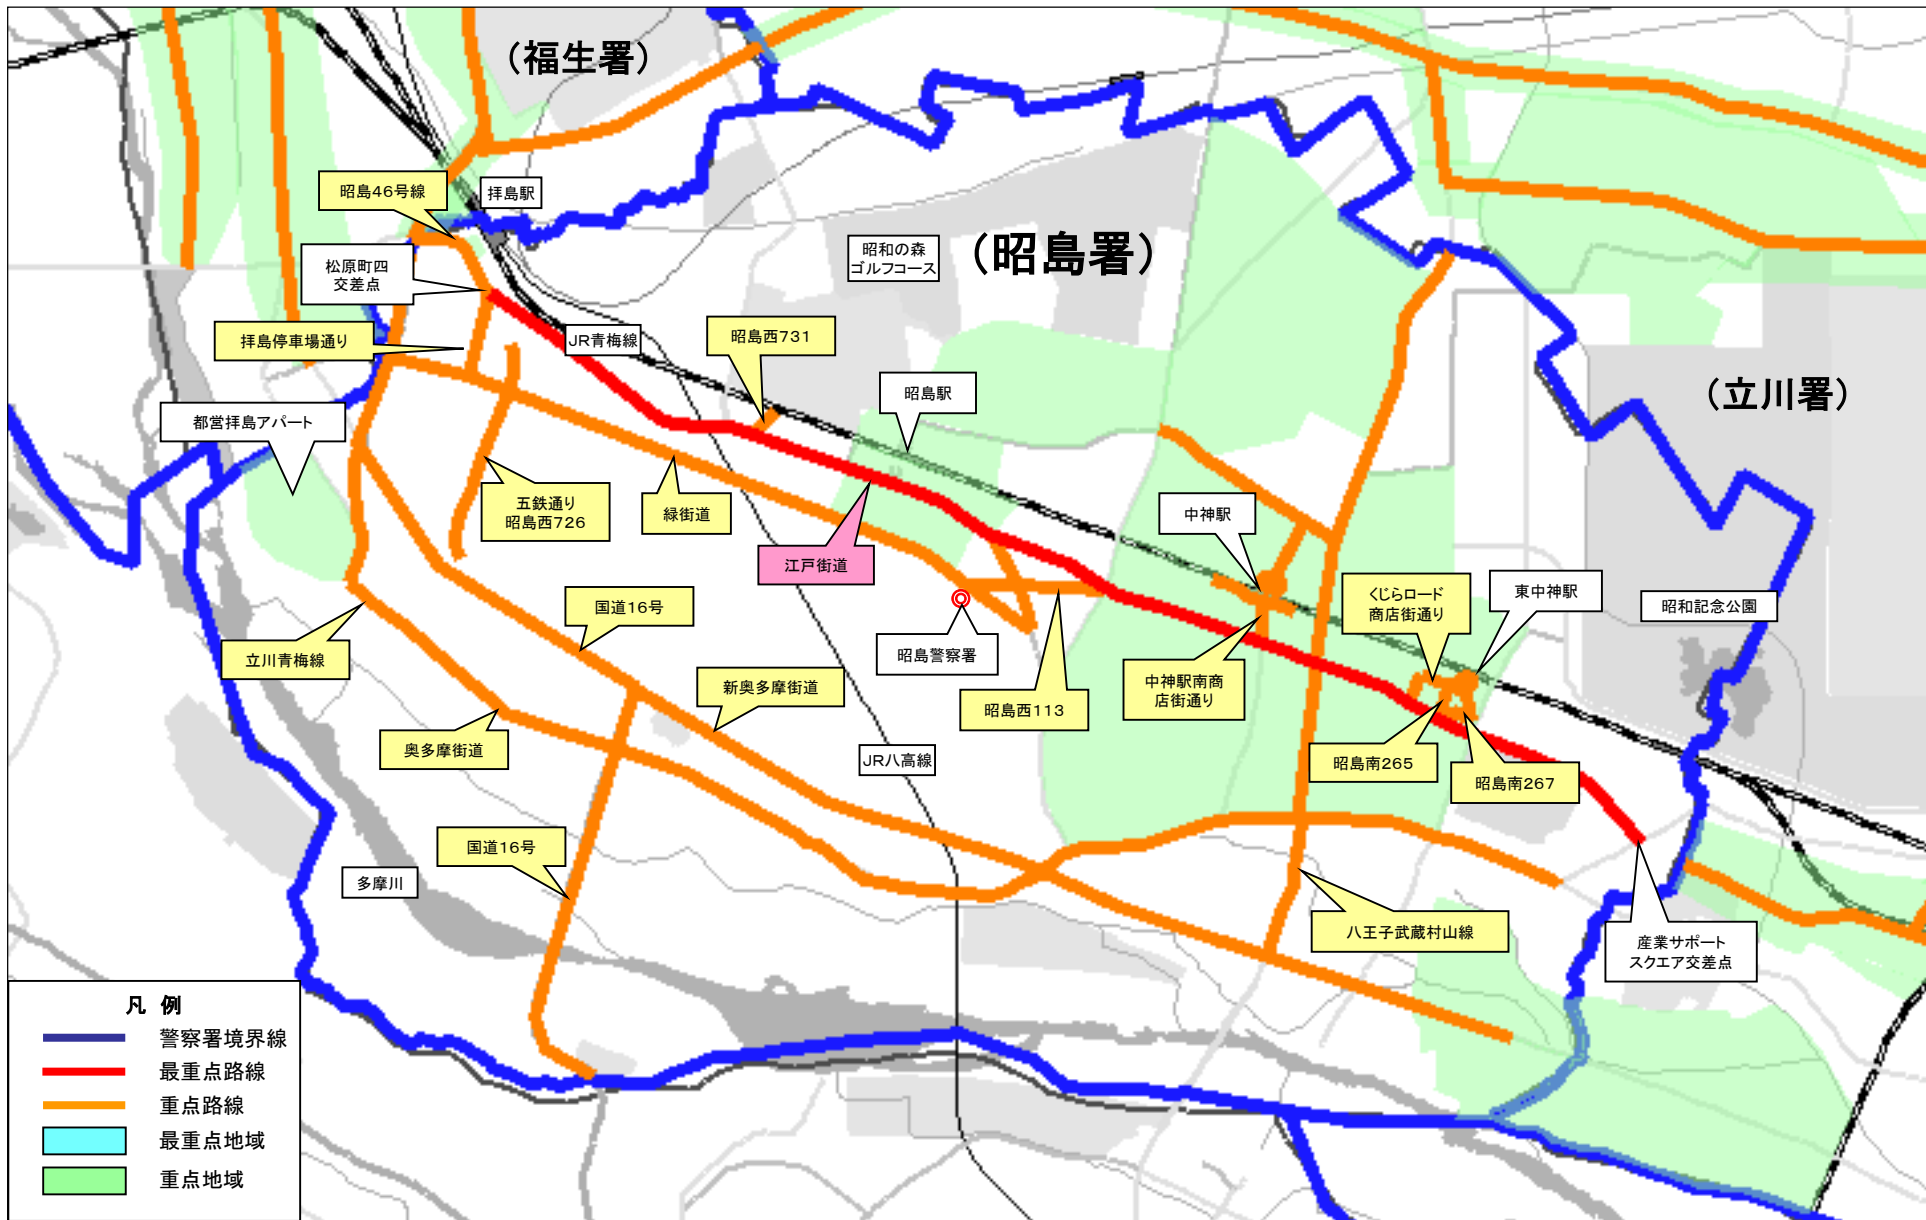 (福生署)
昭島46号線
拝島駅
松原町四
交差点
昭和の森
ゴルフコース
(昭島署)
拝島停車場通り
JR青梅線
昭島西731
昭島駅
(立川署)
都営拝島アパート
五鉄通り
昭島西726
緑街道
江戸街道
中神駅
くじらロード
商店街通り
東中神駅
昭和記念公園
国道16号
昭島警察署
立川青梅線
新奥多摩街道
昭島西113
中神駅南商
店街通り
奥多摩街道
JR八高線
昭島南265
昭島南267
国道16号
多摩川
八王子武蔵村山線
産業サポート
スクエア交差点
凡 例
警察署境界線
最重点路線
重点路線
最重点地域
重点地域